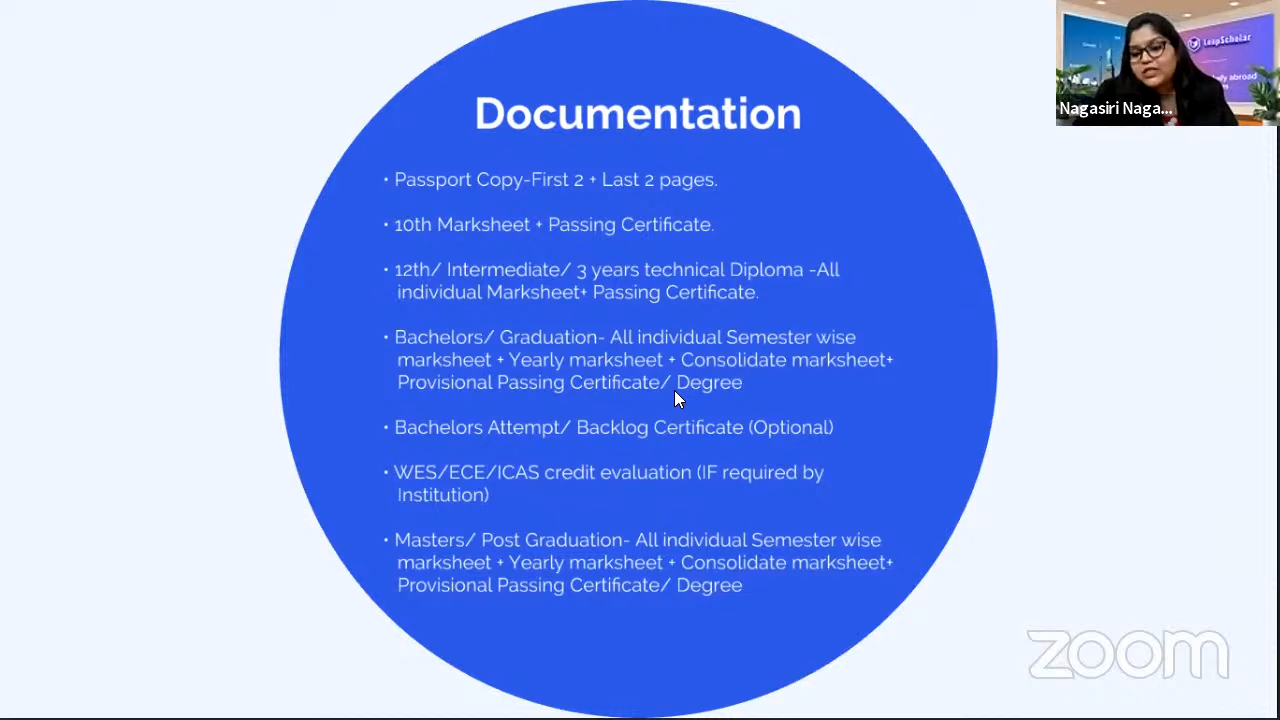 Documentation
• Passport Copy-First 2 + Last 2 pages.
• 10th Marksheet + Passing Certificate.
• 12th/ Intermediate/ 3 years technical Diploma -All
individual Marksheet+ Passing Certificate.
• Bachelors/ Graduation- All individual Semester wise
marksheet + Yearly marksheet + Consolidate marksheet+
Provisional Passing Certificate/ Degree
• Bachelors Attempt/ Backlog Certificate (Optional)
• WES/ECE/ICAS credit evaluation (IF required by
Institution)
• Masters/ Post Graduation- All individual Semester wise
marksheet + Yearly marksheet + Consolidate marksheet+
Provisional Passing Certificate/ Degree
LeapScholar
abroad
Nagasiri Naga...
zoom